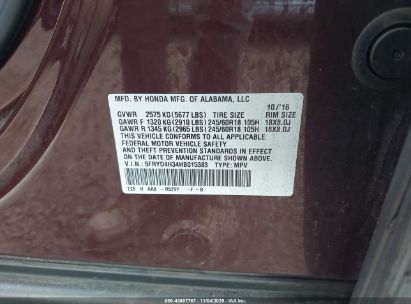 MFD. BY HONDA MFG. OF ALABAMA, LLC 10/16
GVWR 2575 KG (5677 LBS) TIRE SIZE RIM SIZE
GAWR F 1320 KG (2910 LBS) 245/60R18 105H 18X8.0J
GAWR R 1345 KG (2965 LBS) 245/60R18 105H 18X8.0J
THIS VEHICLE CONFORMS TO ALL APPLICABLE
FEDERAL MOTOR VEHICLE SAFETY
AND THEFT PREVENTION STANDARDS IN EFFECT ON
THE DATE OF MANUFACTURE SHOWN ABOVE.
V.I.N: 5FRYD4H34HB015383 TYPE: MPV